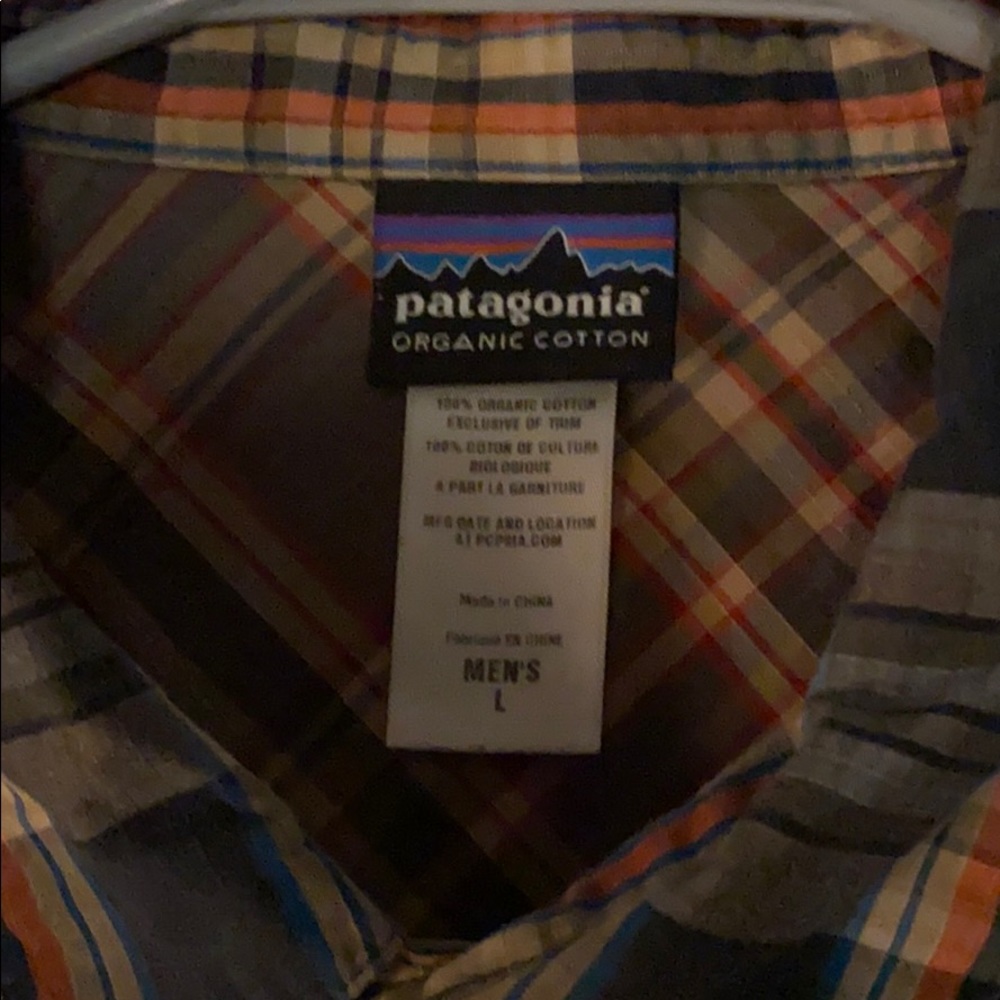 patagonia®
ORGANIC COTTON
100% ORGANIC COTTON
EXCLUSIVE OF TRIM
100% COTON DE CULTURE
BIOLOGIQUE
A PART LA GARNITURE
MFG DATE AND LOCATION
AT PCPSIA.COM
Made in CHINA
Fabriqué EN CHINE
MEN'S
L